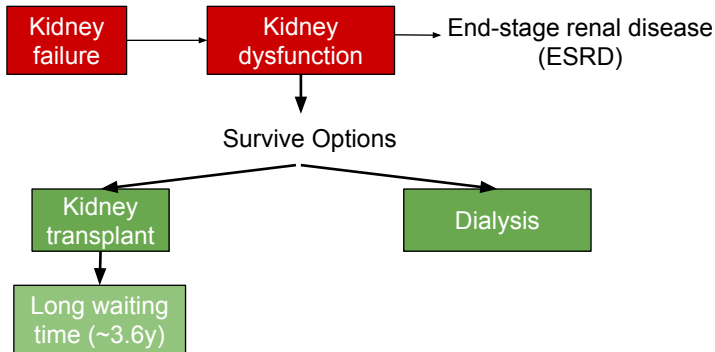 Kidney
failure
Kidney
dysfunction
End-stage renal disease
(ESRD)
Survive Options
Kidney
transplant
Dialysis
Long waiting
time (~3.6y)